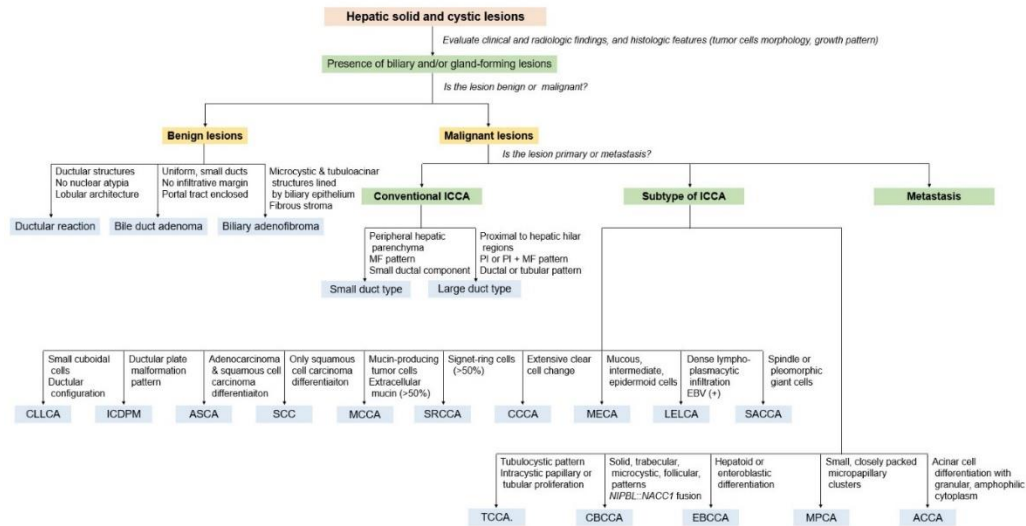 Hepatic solid and cystic lesions
Evaluate clinical and radiologic findings, and histologic features (tumor cells morphology, growth pattern)
Presence of biliary and/or gland-forming lesions
Is the lesion benign or malignant?
Benign lesions
Malignant lesions
Is the lesion primary or metastasis?
Ductular structures
No nuclear atypia
Lobular architecture
Ductular reaction
Uniform, small ducts
No infiltrative margin
Portal tract enclosed
Bile duct adenoma
Microcystic & tubuloacinar
structures lined
by biliary epithelium
Fibrous stroma
Biliary adenofibroma
Conventional ICCA
Subtype of ICCA
Metastasis
Peripheral hepatic
parenchyma
MF pattern
Small ductal component
Small duct type
Proximal to hepatic hilar
regions
PI or PI + MF pattern
Ductal or tubular pattern
Large duct type
Small cuboidal
cells
Ductular
configuration
CLLCA
Ductular plate
malformation
pattern
ICDPM
Adenocarcinoma
& squamous cell
carcinoma
differentiaiton
ASCA
Only squamous
cell carcinoma
differentiaiton
SCC
Mucin-producing
tumor cells
Extracellular
mucin (>50%)
MCCA
Signet-ring cells
(>50%)
SRCCA
Extensive clear
cell change
CCCA
Mucous,
intermediate,
epidermoid cells
MECA
Dense lympho-
plasmacytic
infiltration
EBV (+)
LELCA
Spindle or
pleomorphic
giant cells
SACCA
Tubulocystic pattern
Intracystic papillary or
tubular proliferation
TCCA.
Solid, trabecular,
microcystic, follicular,
patterns
NIPBL::NACC1 fusion
CBCCA
Hepatoid or
enteroblastic
differentiation
EBCCA
Small, closely packed
micropapillary
clusters
MPCA
Acinar cell
differentiation with
granular, amphophilic
cytoplasm
ACCA